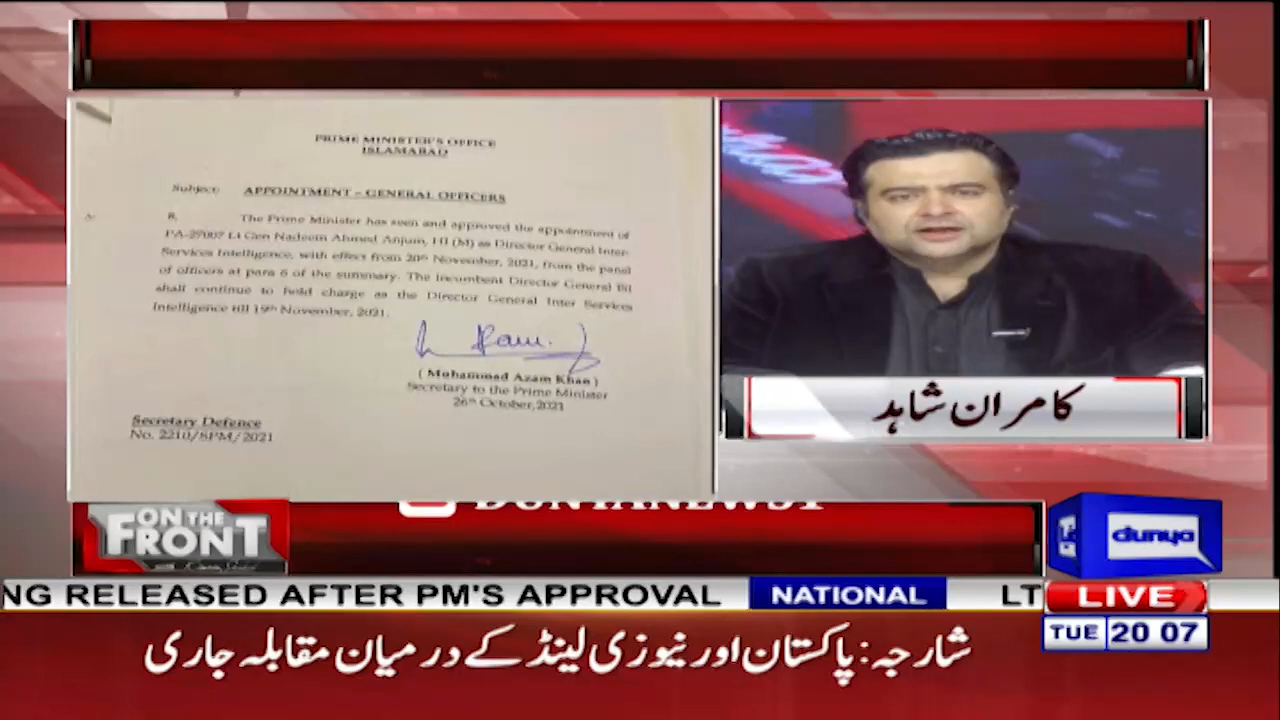 PRIME MINISTER'S OFFICE
ISLAMABAD
Subject: APPOINTMENT – GENERAL OFFICERS
8. The Prime Minister has seen and approved the appointment of
PA-27007 Lt Gen Nadeem Ahmed Anjum, HI (M) as Director General Inter-
Services Intelligence, with effect from 20th November, 2021, from the panel
of officers at para 6 of the summary. The incumbent Director General ISI
shall continue to hold charge as the Director General Inter Services
Intelligence till 19th November, 2021.
( Muhammad Azam Khan )
Secretary to the Prime Minister
26th October, 2021
Secretary Defence
No. 2210/SPM/2021
کامران شاہد
ON THE
FRONT
DUNYANEWS1
dunya
NG RELEASED AFTER PM'S APPROVAL NATIONAL LT
LIVE
TUE 20 07
شارجہ: پاکستان اور نیوزی لینڈ کے درمیان مقابلہ جاری